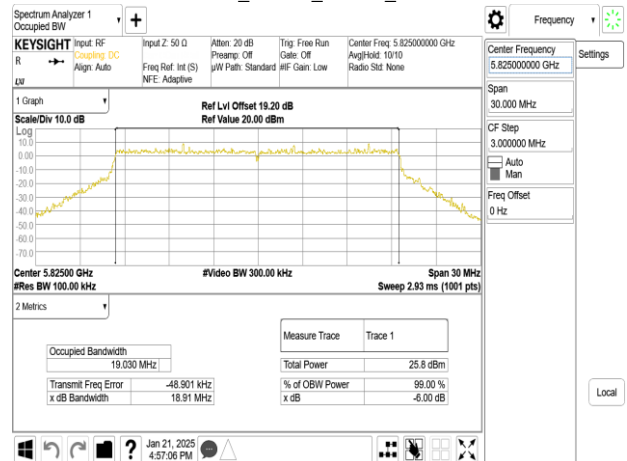 Spectrum Analyzer 1
Occupied BW
Frequency
KEYSIGHT
R
LXI
Input: RF
Coupling: DC
Align: Auto
Input Z: 50 Ω
Freq Ref: Int (S)
NFE: Adaptive
Atten: 20 dB
Preamp: Off
µW Path: Standard
Trig: Free Run
Gate: Off
#IF Gain: Low
Center Freq: 5.825000000 GHz
Avg|Hold: 10/10
Radio Std: None
Center Frequency
5.825000000 GHz
Settings
Span
30.000 MHz
CF Step
3.000000 MHz
Auto
Man
Freq Offset
0 Hz
Local
1 Graph
Scale/Div 10.0 dB
Ref Lvl Offset 19.20 dB
Ref Value 20.00 dBm
Log
10.0
0.00
-10.0
-20.0
-30.0
-40.0
-50.0
-60.0
-70.0
Center 5.82500 GHz
#Video BW 300.00 kHz
Span 30 MHz
#Res BW 100.00 kHz
Sweep 2.93 ms (1001 pts)
2 Metrics
Measure Trace Trace 1
Occupied Bandwidth
19.030 MHz
Total Power 25.8 dBm
Transmit Freq Error -48.901 kHz
% of OBW Power 99.00 %
x dB Bandwidth 18.91 MHz
x dB -6.00 dB
?
Jan 21, 2025
4:57:06 PM